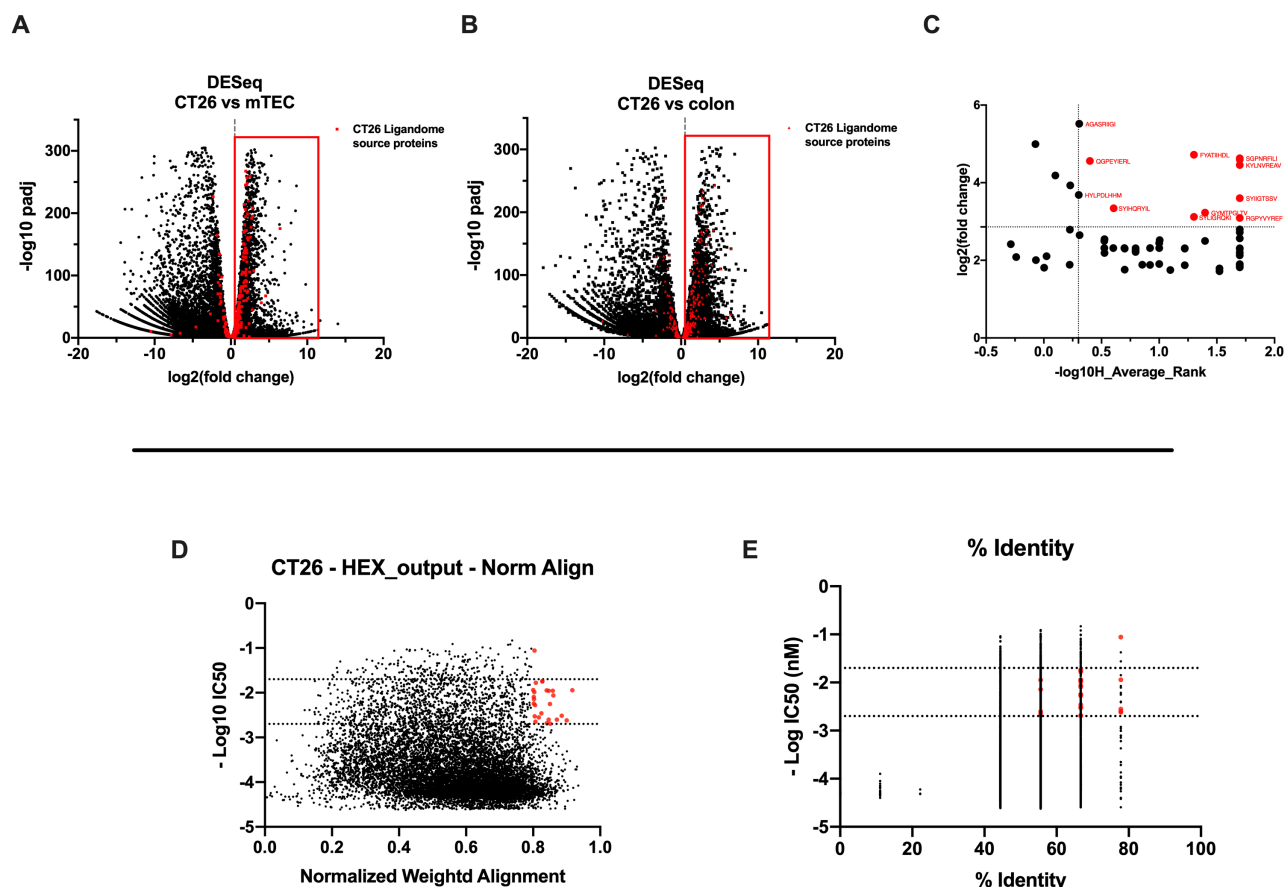 A
DESeq
CT26 vs mTEC
CT26 Ligandome
source proteins
-log10 padj
300
200
100
0
-20
-10
0
10
20
log2(fold change)
B
DESeq
CT26 vs colon
CT26 Ligandome
source proteins
-log10 padj
300
200
100
0
-20
-10
0
10
20
log2(fold change)
C
log2(fold change)
6
4
2
0
AGASRIIGI
QGPEYIERL
FYATIIHDL
SGPNRFILI
KYLNVREAV
HYLPDLHHM
SYIHQRYIL
SYIIGTSSV
GYMTPGLTV
SYLIGRQKI
RGPYVYREF
-0.5
0.0
0.5
1.0
1.5
2.0
-log10H_Average_Rank
D
CT26 - HEX_output - Norm Align
- Log10 IC50
0
-1
-2
-3
-4
-5
0.0
0.2
0.4
0.6
0.8
1.0
Normalized Weightd Alignment
E
% Identity
- Log IC50 (nM)
0
-1
-2
-3
-4
-5
0
20
40
60
80
100
% Identity